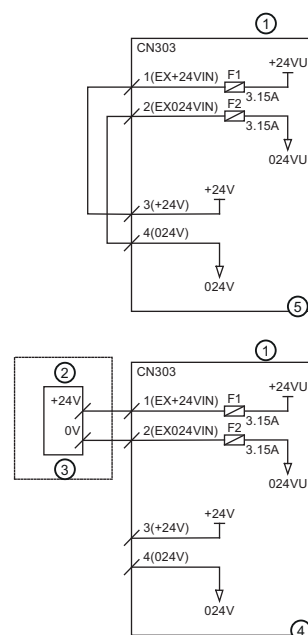 1
CN303
+24VU
1(EX+24VIN) F1
3.15A
2(EX024VIN) F2
3.15A
024VU
+24V
3(+24V)
4(024V)
024V
5
1
CN303
2
+24VU
+24V
1(EX+24VIN) F1
3.15A
0V
2(EX024VIN) F2
3.15A
3
024VU
+24V
3(+24V)
4(024V)
024V
4